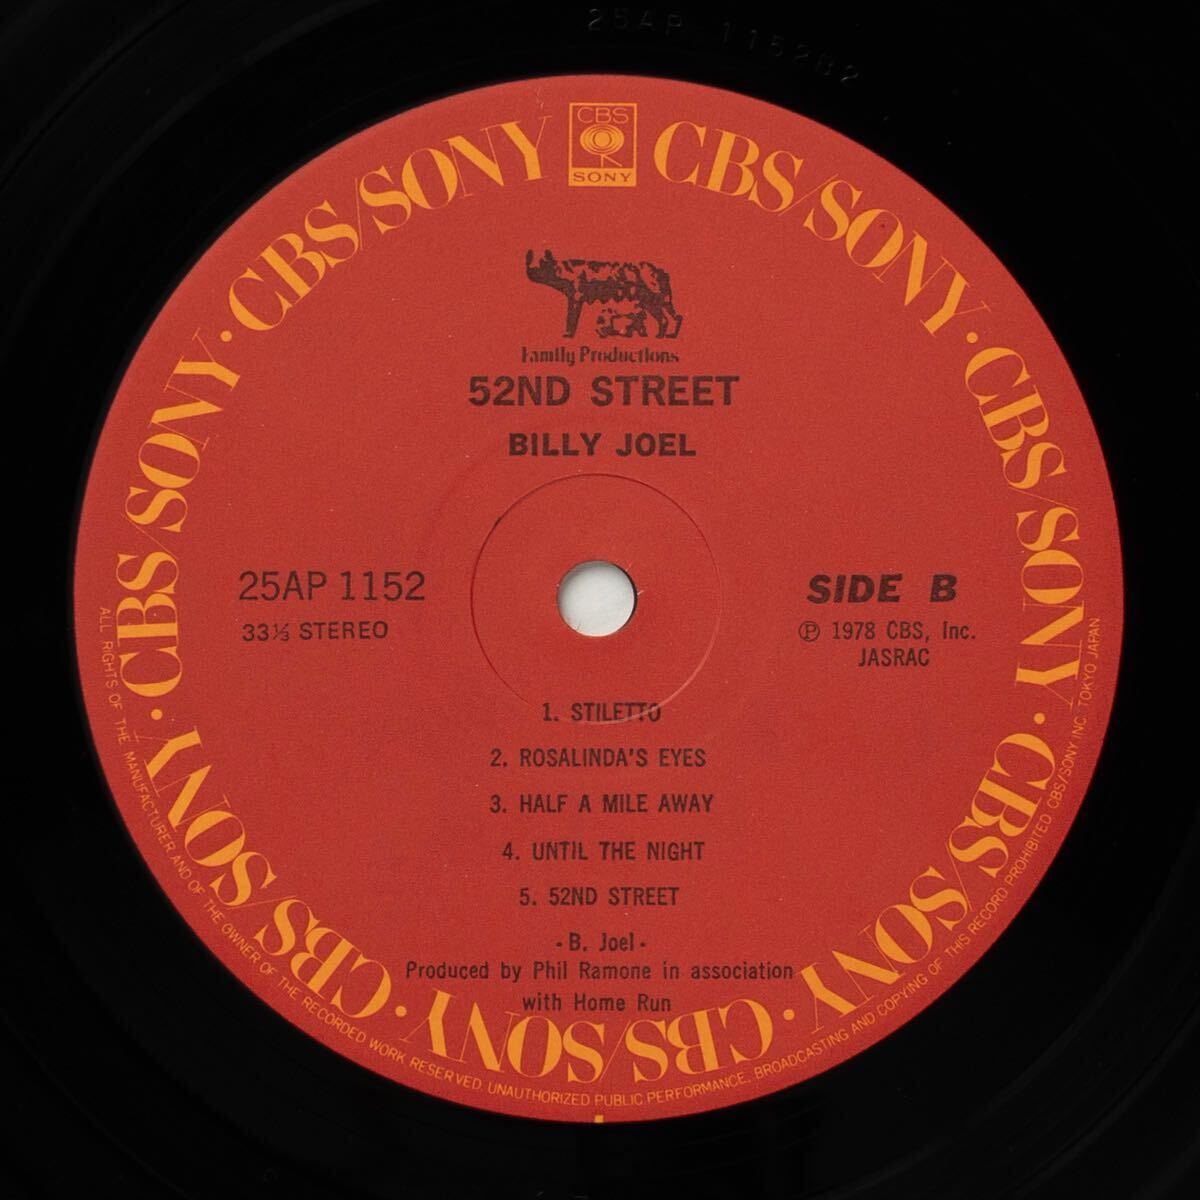 25AP 1152B2
CBS
SONY
CBS/SONY · CBS/SONY · CBS/SONY · CBS/SONY · CBS/SONY · CBS/SONY · CBS/SONY · CBS/SONY
Family Productions
52ND STREET
BILLY JOEL
25AP 1152
33⅓ STEREO
SIDE B
℗ 1978 CBS, Inc.
JASRAC
1. STILETTO
2. ROSALINDA'S EYES
3. HALF A MILE AWAY
4. UNTIL THE NIGHT
5. 52ND STREET
- B. Joel -
Produced by Phil Ramone in association
with Home Run
ALL RIGHTS OF THE MANUFACTURER AND OF THE OWNER OF THE RECORDED WORK RESERVED. UNAUTHORIZED PUBLIC PERFORMANCE, BROADCASTING AND COPYING OF THIS RECORD PROHIBITED CBS/SONY INC. TOKYO JAPAN